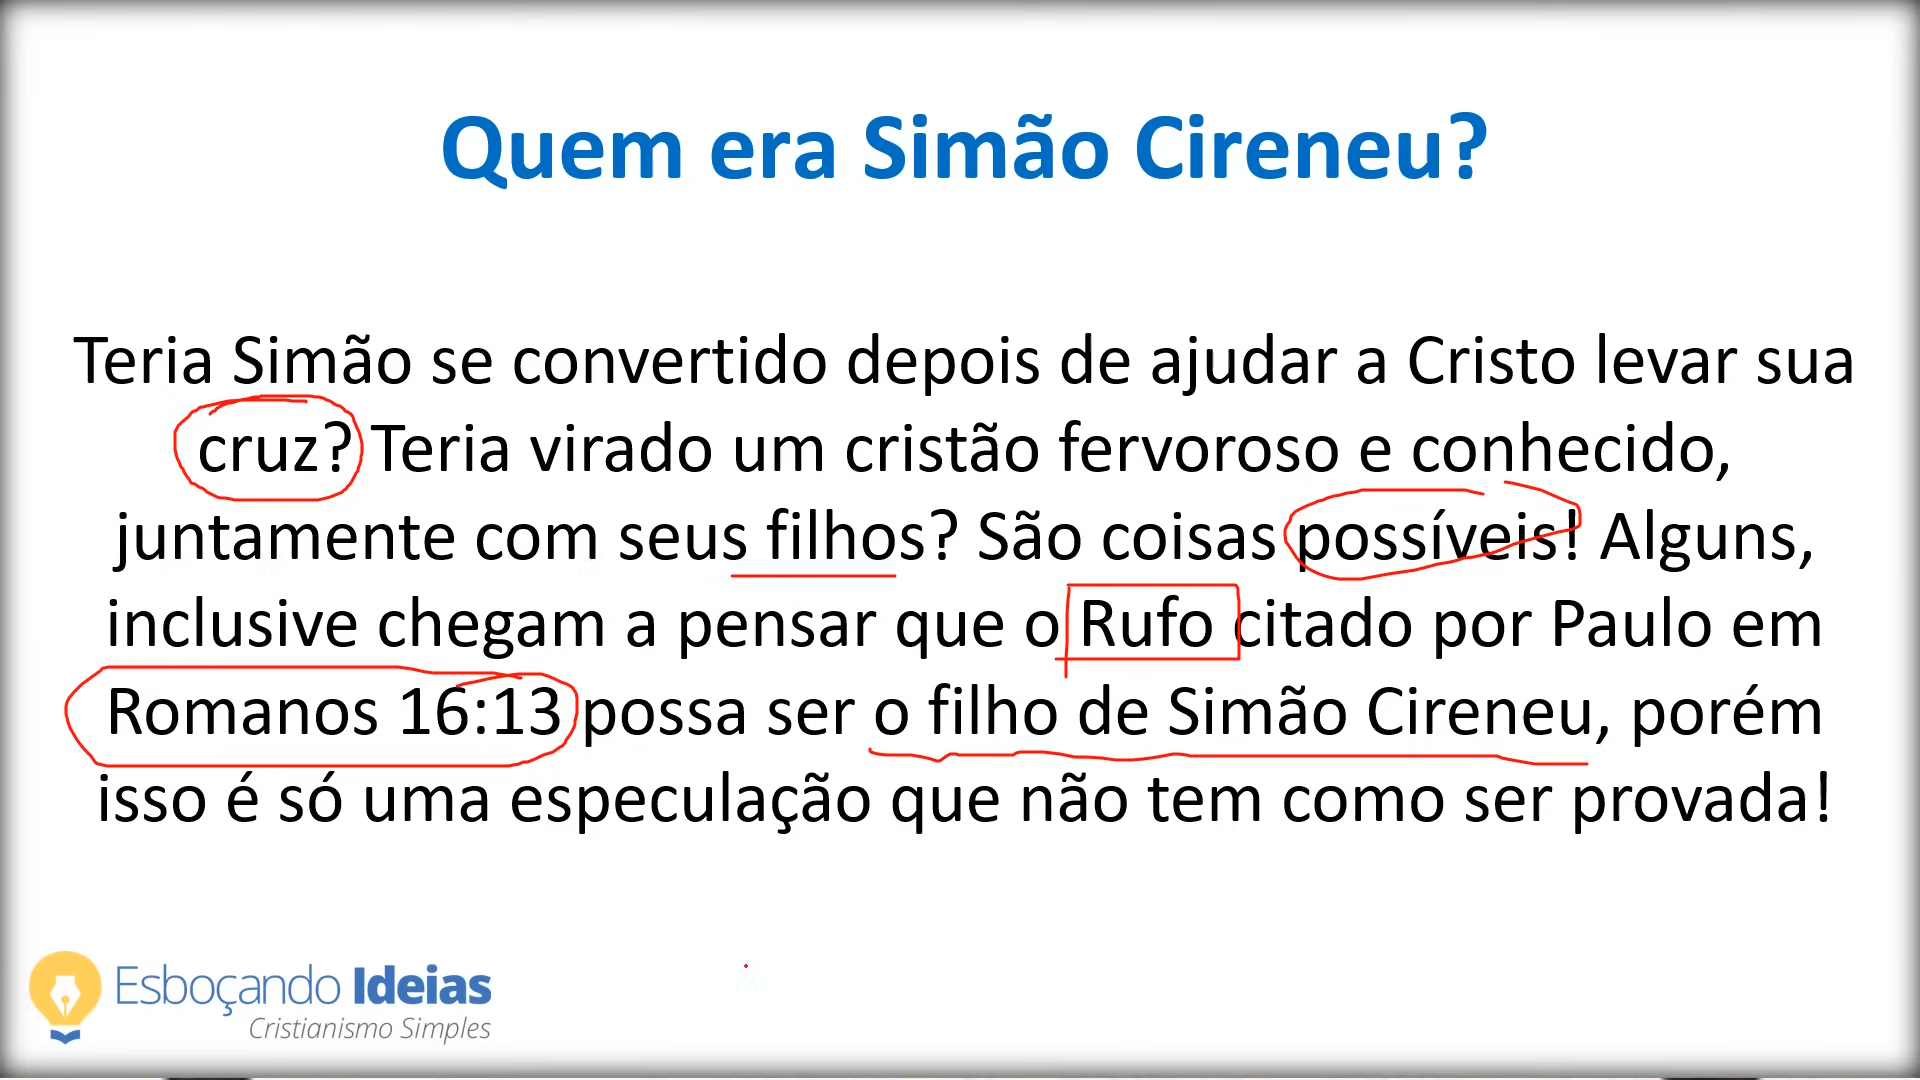 Quem era Simão Cireneu?
Teria Simão se convertido depois de ajudar a Cristo levar sua
cruz? Teria virado um cristão fervoroso e conhecido,
juntamente com seus filhos? São coisas possíveis! Alguns,
inclusive chegam a pensar que o Rufo citado por Paulo em
Romanos 16:13 possa ser o filho de Simão Cireneu, porém
isso é só uma especulação que não tem como ser provada!
Esboçando Ideias
Cristianismo Simples